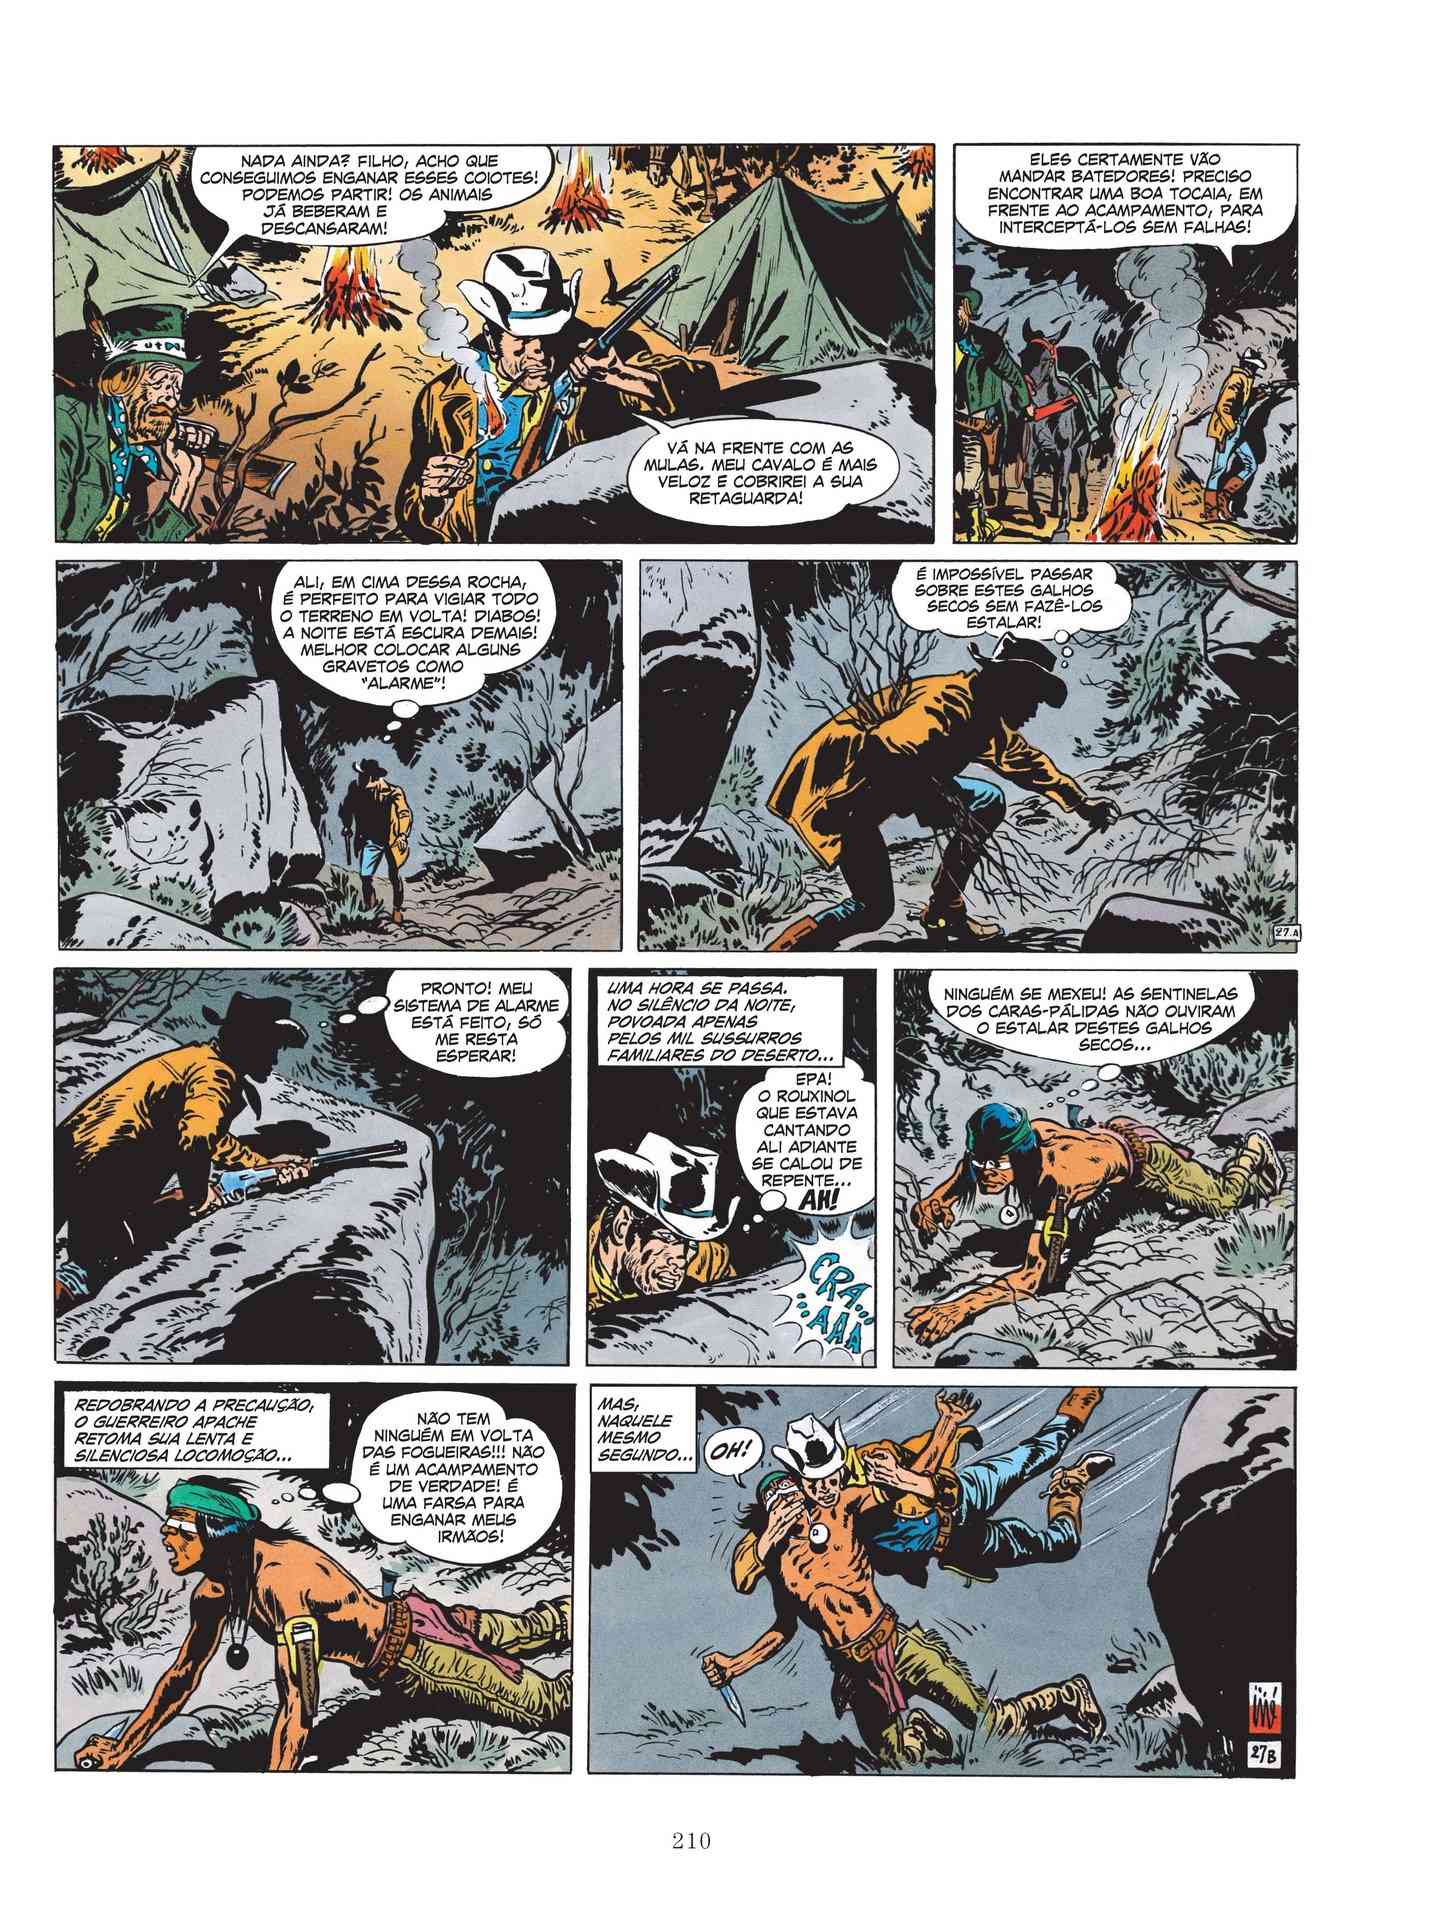 NADA AINDA? FILHO, ACHO QUE
CONSEGUIMOS ENGANAR ESSES COIOTES!
PODEMOS PARTIR! OS ANIMAIS
JÁ BEBERAM E
DESCANSARAM!
VÁ NA FRENTE COM AS
MULAS. MEU CAVALO É MAIS
VELOZ E COBRIREI A SUA
RETAGUARDA!
ELES CERTAMENTE VÃO
MANDAR BATEDORES! PRECISO
ENCONTRAR UMA BOA TOCAIA, EM
FRENTE AO ACAMPAMENTO, PARA
INTERCEPTÁ-LOS SEM FALHAS!
ALI, EM CIMA DESSA ROCHA,
É PERFEITO PARA VIGIAR TODO
O TERRENO EM VOLTA! DIABOS!
A NOITE ESTÁ ESCURA DEMAIS!
MELHOR COLOCAR ALGUNS
GRAVETOS COMO
"ALARME"!
É IMPOSSÍVEL PASSAR
SOBRE ESTES GALHOS
SECOS SEM FAZÊ-LOS
ESTALAR!
27.A
PRONTO! MEU
SISTEMA DE ALARME
ESTÁ FEITO, SÓ
ME RESTA
ESPERAR!
UMA HORA SE PASSA.
NO SILÊNCIO DA NOITE,
POVOADA APENAS
PELOS MIL SUSSURROS
FAMILIARES DO DESERTO...
EPA!
O ROUXINOL
QUE ESTAVA
CANTANDO
ALI ADIANTE
SE CALOU DE
REPENTE...
AH!
CRA...
...AAA
NINGUÉM SE MEXEU! AS SENTINELAS
DOS CARAS-PÁLIDAS NÃO OUVIRAM
O ESTALAR DESTES GALHOS
SECOS...
REDOBRANDO A PRECAUÇÃO,
O GUERREIRO APACHE
RETOMA SUA LENTA E
SILENCIOSA LOCOMOÇÃO...
NÃO TEM
NINGUÉM EM VOLTA
DAS FOGUEIRAS!!! NÃO
É UM ACAMPAMENTO
DE VERDADE! É
UMA FARSA PARA
ENGANAR MEUS
IRMÃOS!
MAS,
NAQUELE
MESMO
SEGUNDO...
OH!
27B
210